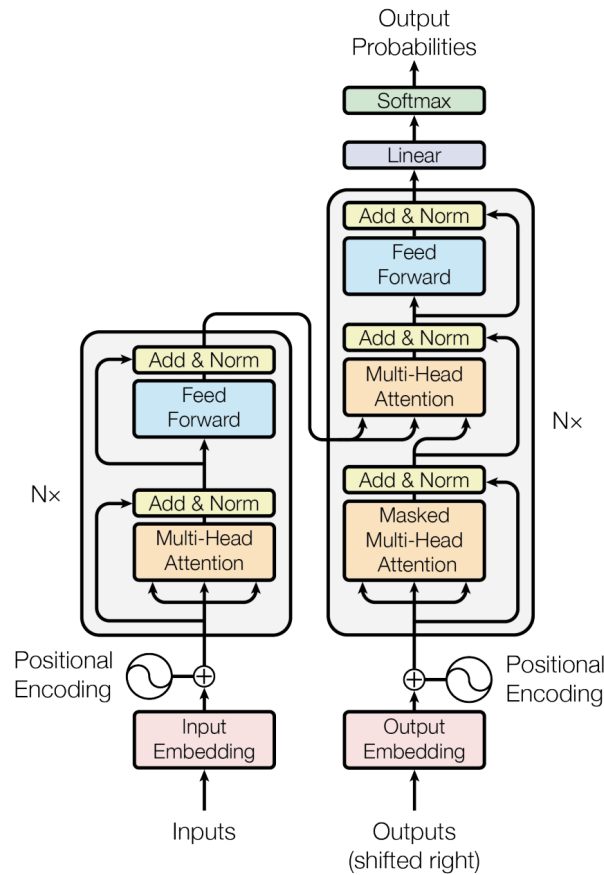 Output
Probabilities
Softmax
Linear
Add & Norm
Feed
Forward
Add & Norm
Multi-Head
Attention
Add & Norm
Masked
Multi-Head
Attention
Nx
Add & Norm
Feed
Forward
Add & Norm
Multi-Head
Attention
Nx
Positional
Encoding
Input
Embedding
Inputs
Positional
Encoding
Output
Embedding
Outputs
(shifted right)